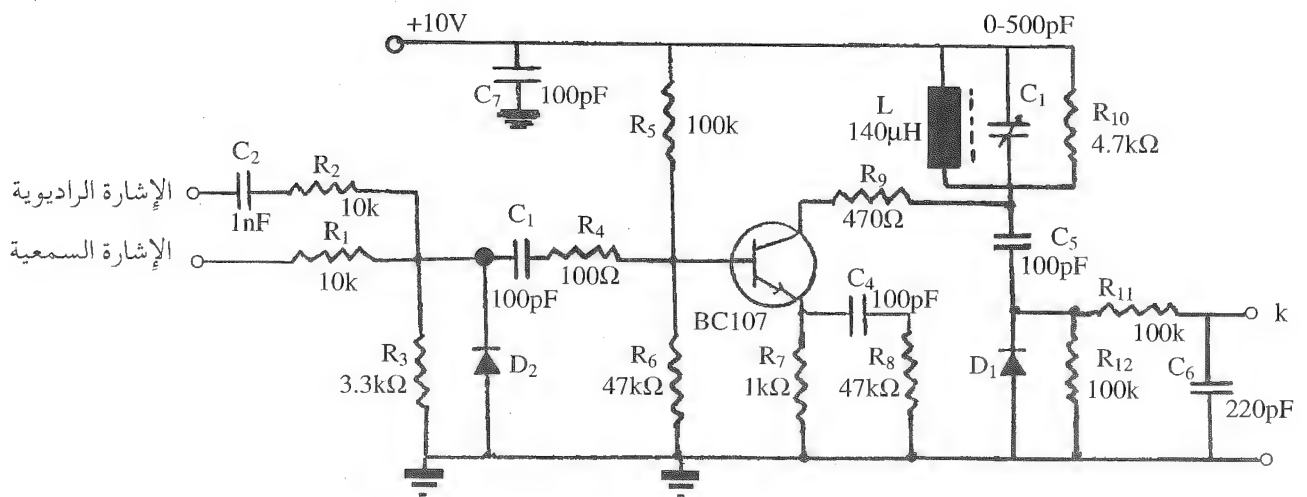 +10V
0-500pF
C7
100pF
R5
100k
L
140μH
C1
R10
4.7kΩ
الإشارة الراديوية
C2
1nF
R2
10k
R9
470Ω
الإشارة السمعية
R1
10k
C1
100pF
R4
100Ω
C5
100pF
BC107
C4
100pF
R11
100k
k
R3
3.3kΩ
D2
R6
47kΩ
R7
1kΩ
R8
47kΩ
D1
R12
100k
C6
220pF